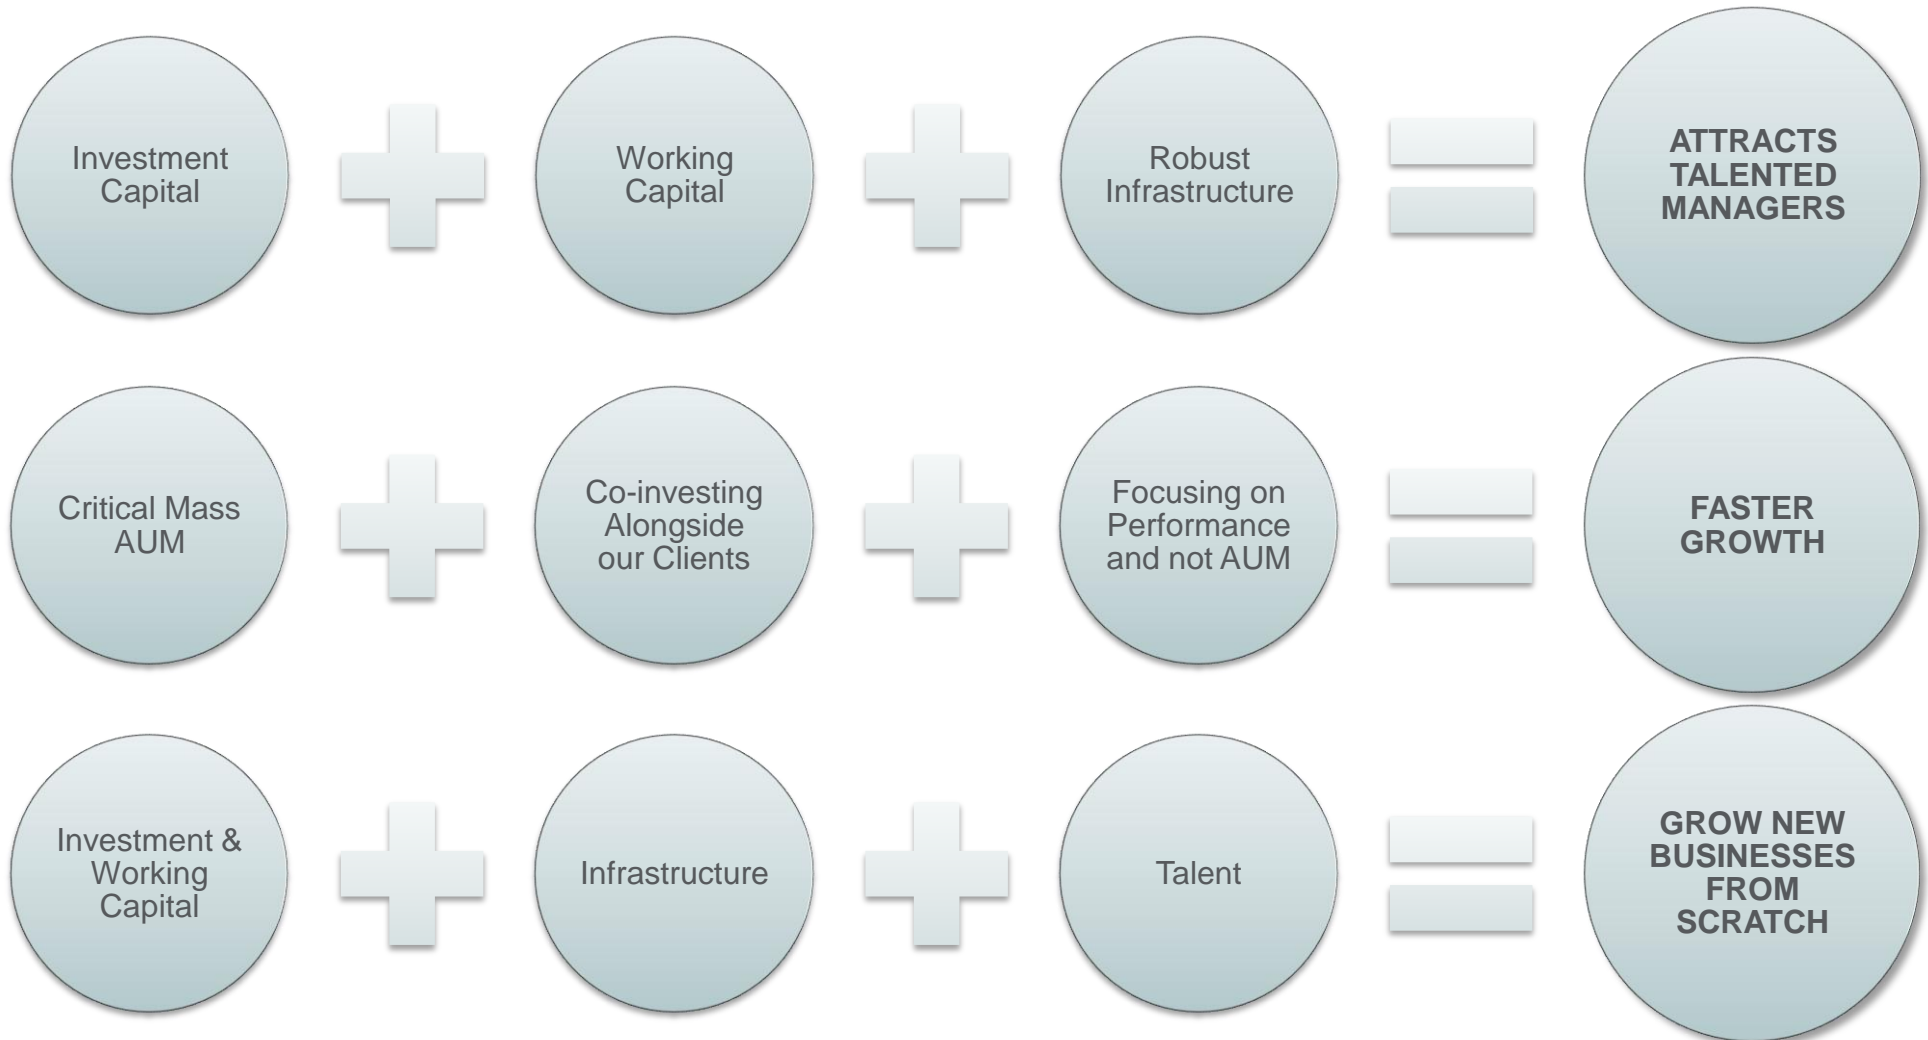 Investment
Capital
Working
Capital
Robust
Infrastructure
ATTRACTS
TALENTED
MANAGERS
Critical Mass
AUM
Co-investing
Alongside
our Clients
Focusing on
Performance
and not AUM
FASTER
GROWTH
Investment &
Working
Capital
Infrastructure
Talent
GROW NEW
BUSINESSES
FROM
SCRATCH